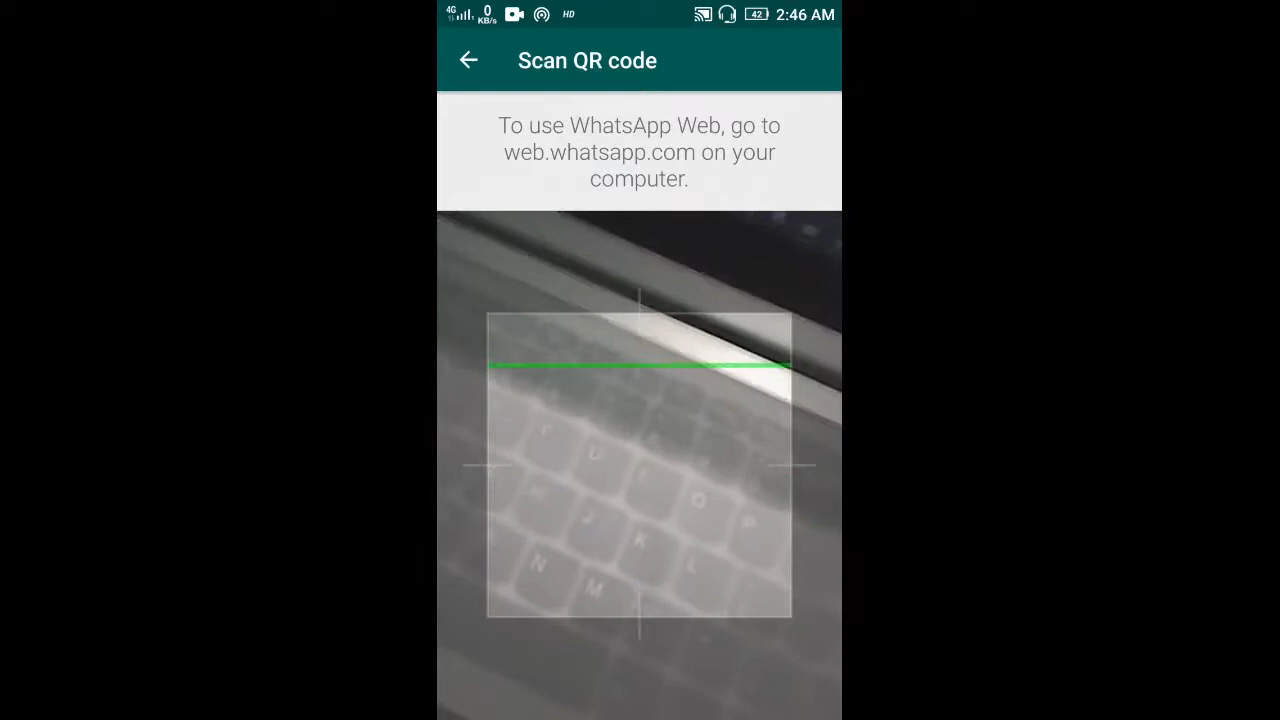 4G 0 KB/s HD 42 2:46 AM
Scan QR code
To use WhatsApp Web, go to
web.whatsapp.com on your
computer.
U I O P
J K L
N M